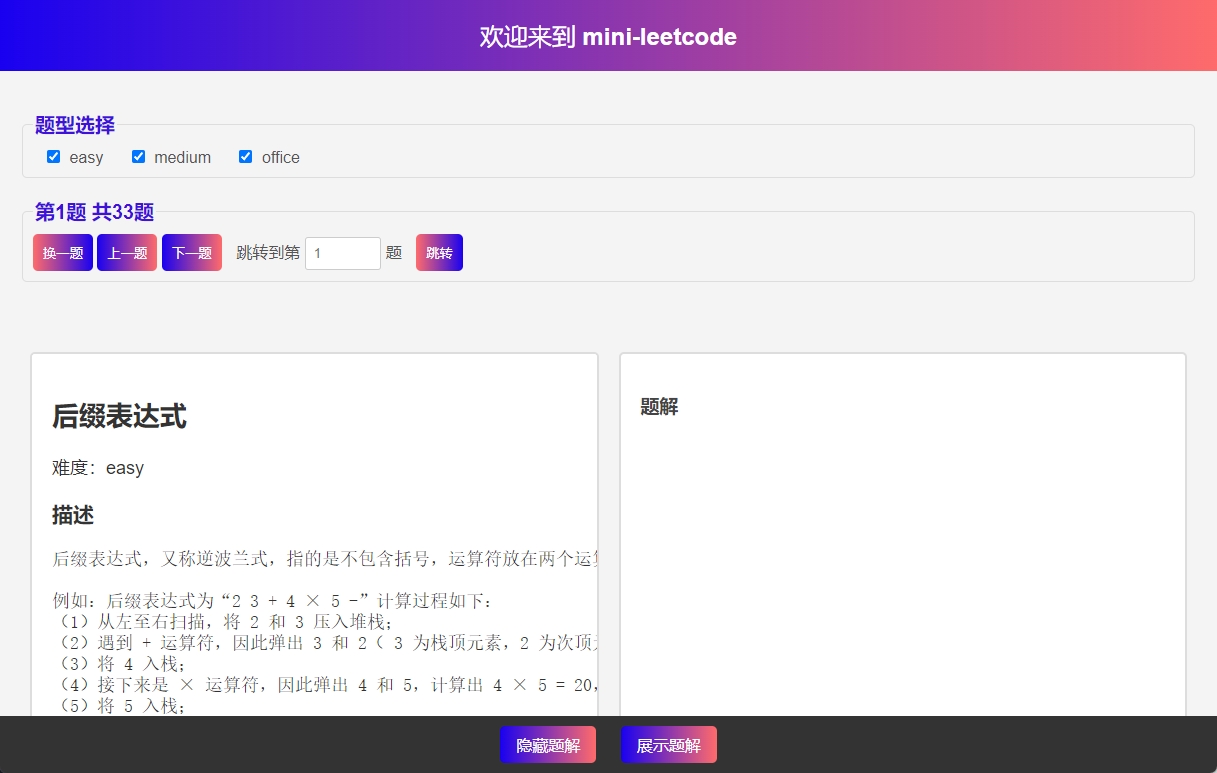 欢迎来到 mini-leetcode
题型选择
easy medium office
第1题 共33题
换一题 上一题 下一题 跳转到第 1 题 跳转
后缀表达式
难度：easy
描述
后缀表达式，又称逆波兰式，指的是不包含括号，运算符放在两个运
例如：后缀表达式为“2 3 + 4 × 5 -”计算过程如下：
（1）从左至右扫描，将 2 和 3 压入堆栈；
（2）遇到 + 运算符，因此弹出 3 和 2（ 3 为栈顶元素，2 为次顶
（3）将 4 入栈；
（4）接下来是 × 运算符，因此弹出 4 和 5，计算出 4 × 5 = 20，
（5）将 5 入栈；
题解
隐藏题解 展示题解